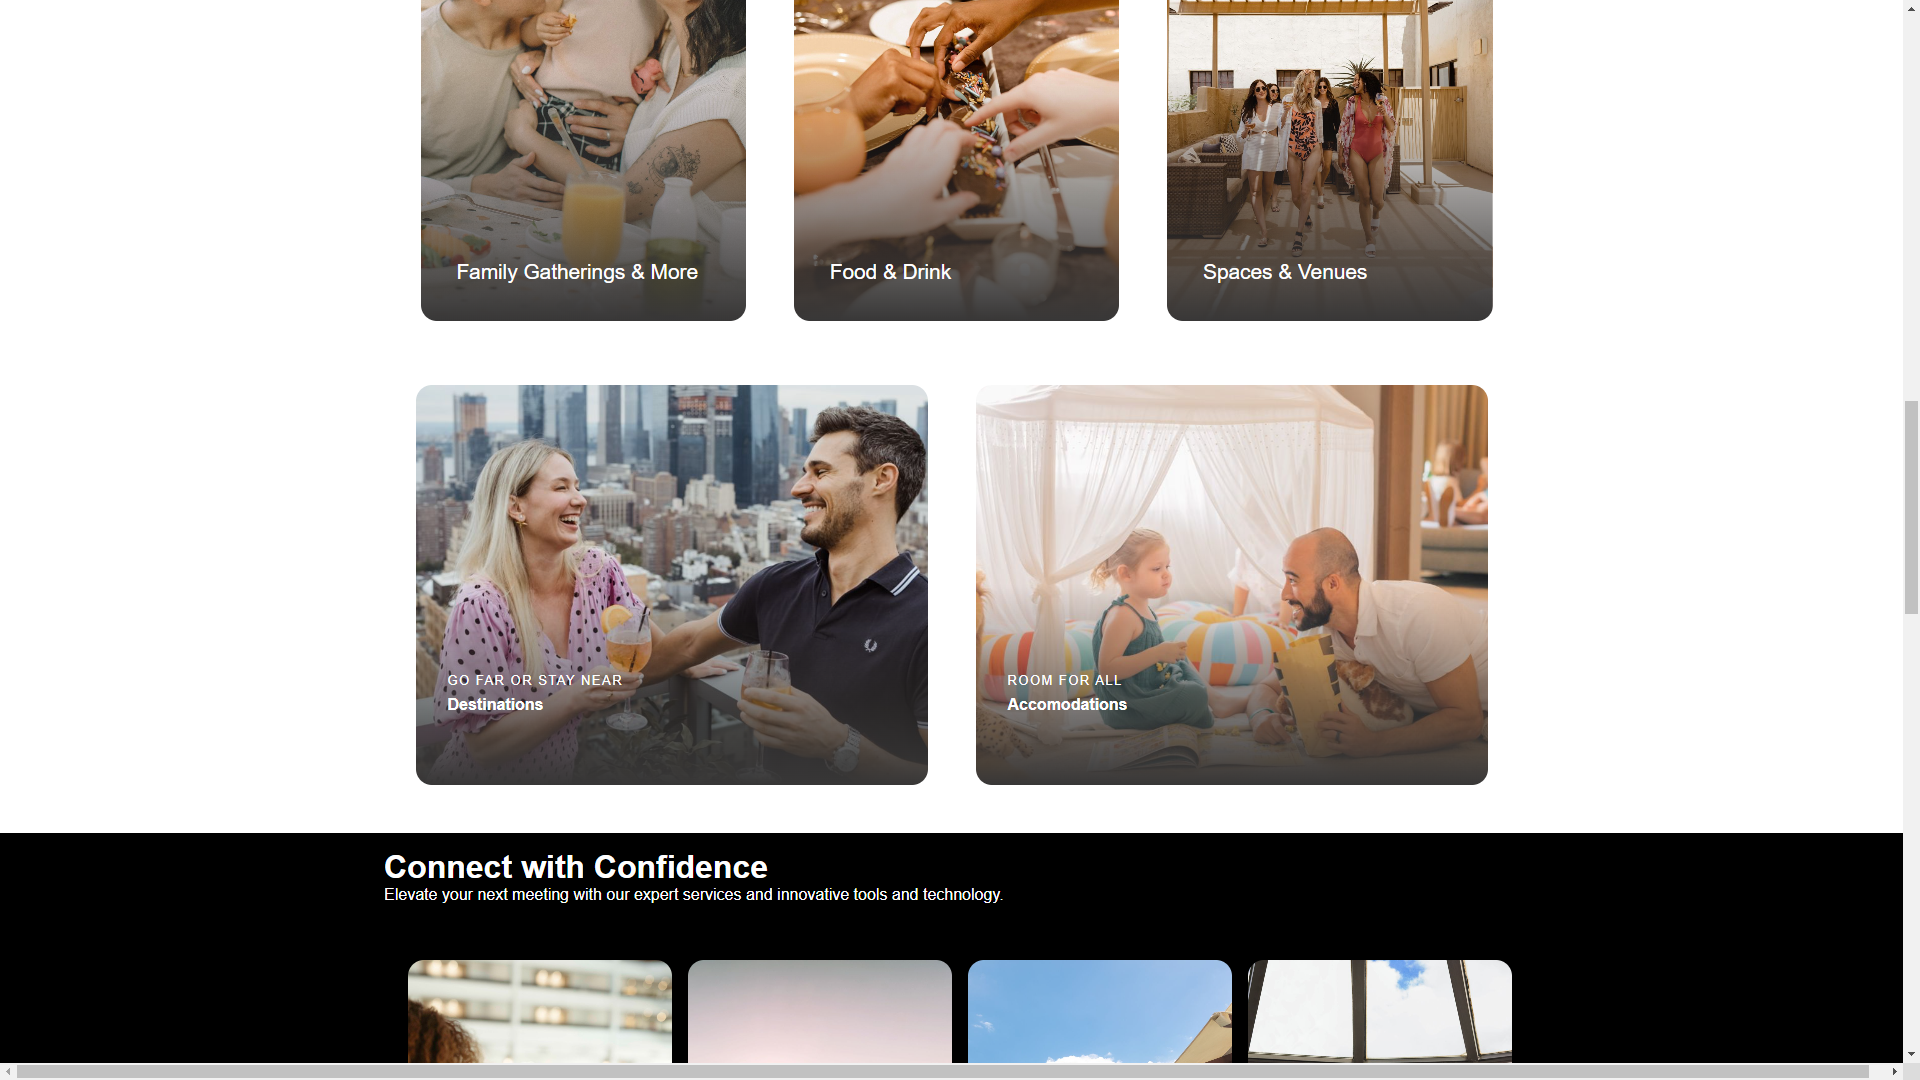 Family Gatherings & More
Food & Drink
Spaces & Venues
GO FAR OR STAY NEAR
Destinations
ROOM FOR ALL
Accomodations
Connect with Confidence
Elevate your next meeting with our expert services and innovative tools and technology.